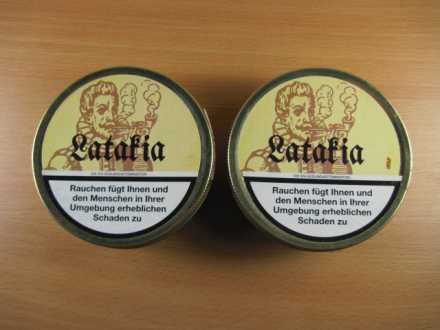 Latakia
Rauchen fügt Ihnen und
den Menschen in Ihrer
Umgebung erheblichen
Schaden zu
Latakia
Rauchen fügt Ihnen und
den Menschen in Ihrer
Umgebung erheblichen
Schaden zu